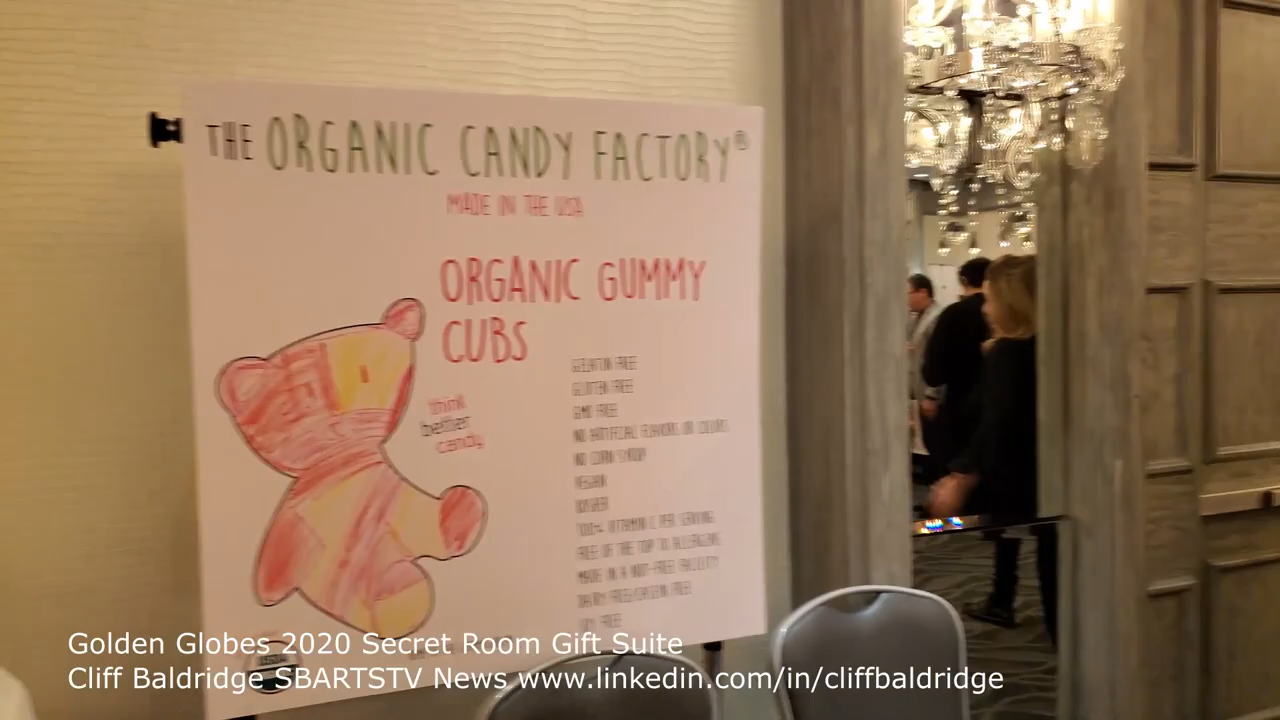 THE ORGANIC CANDY FACTORY®
MADE IN THE USA
ORGANIC GUMMY
CUBS
think
better
candy
GELATIN FREE
GLUTEN FREE
GMO FREE
NO ARTIFICIAL FLAVORS OR COLORS
NO CORN SYRUP
VEGAN
KOSHER
100% VITAMIN C PER SERVING
FREE OF THE TOP 10 ALLERGENS
MADE IN A NUT-FREE FACILITY
DAIRY FREE/CASEIN FREE
SOY FREE
Golden Globes 2020 Secret Room Gift Suite
Cliff Baldridge SBARTSTV News www.linkedin.com/in/cliffbaldridge